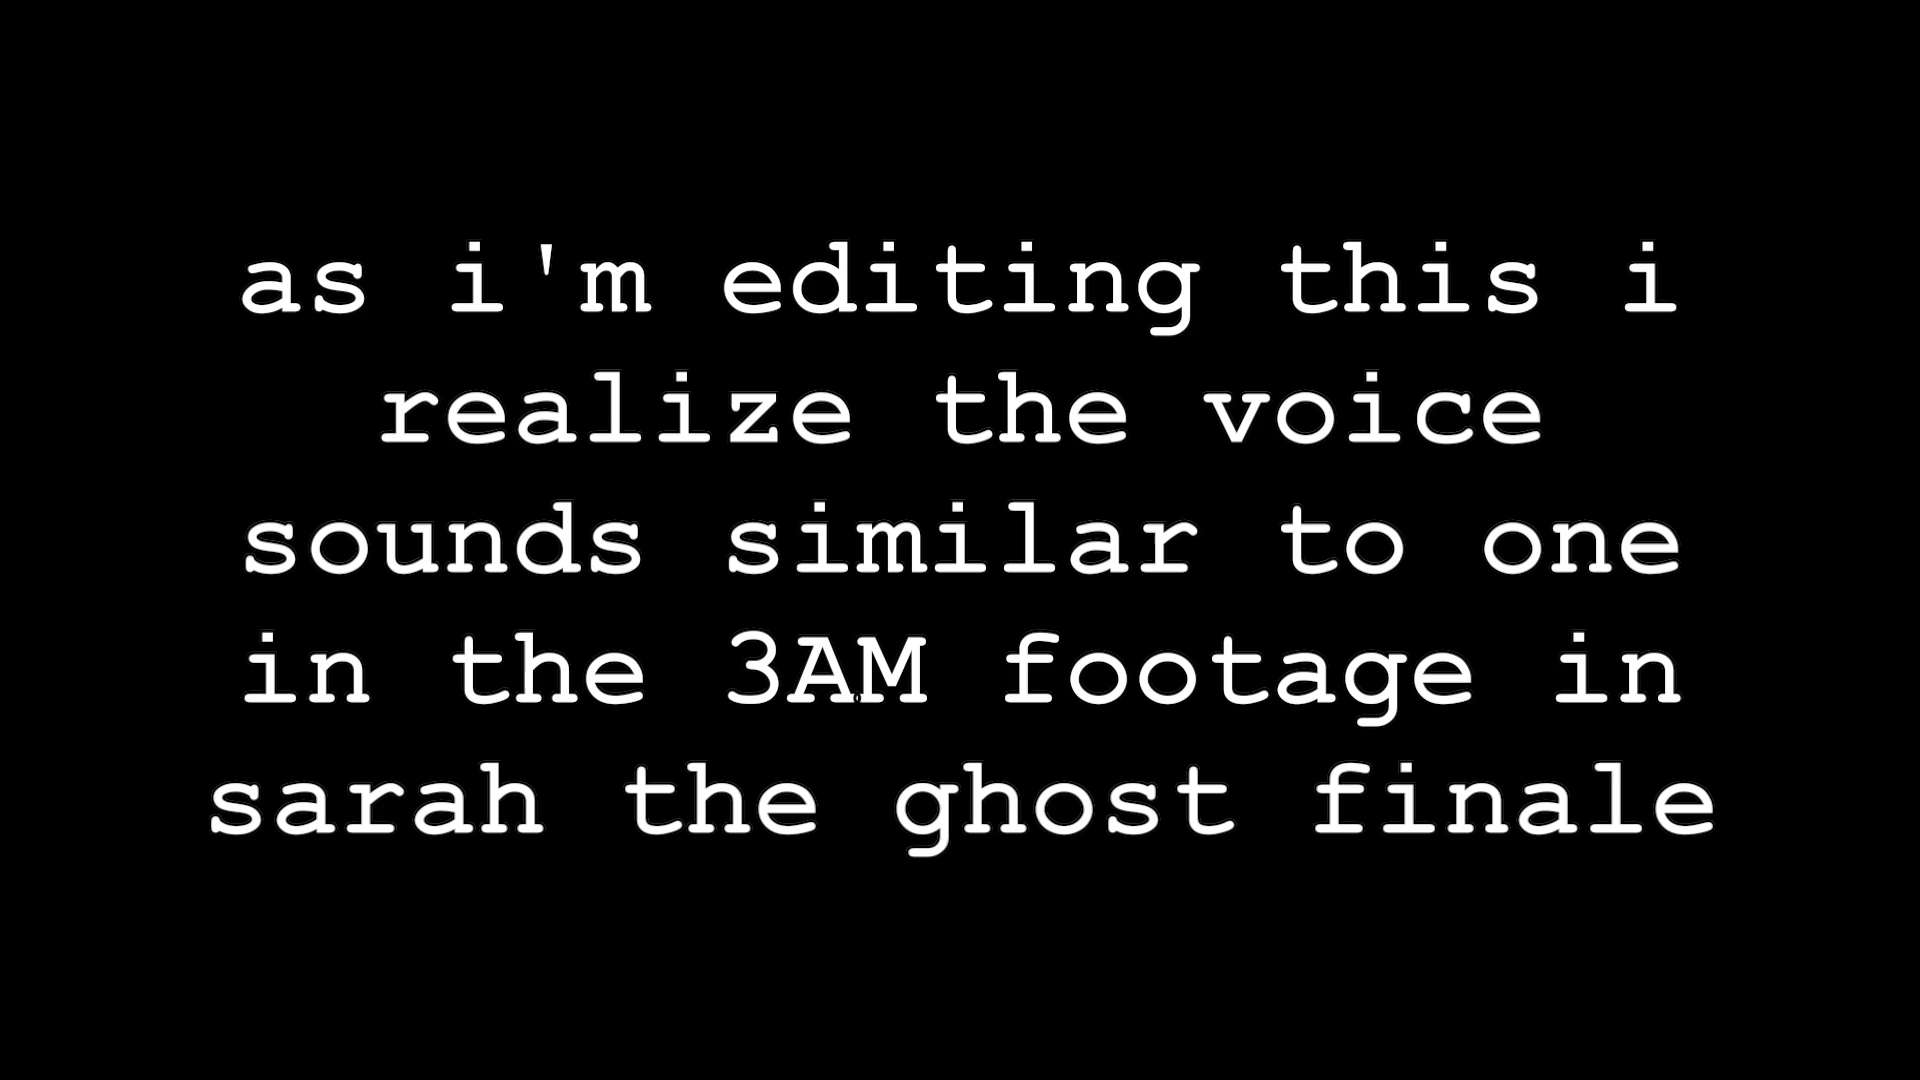 as i'm editing this i
realize the voice
sounds similar to one
in the 3AM footage in
sarah the ghost finale